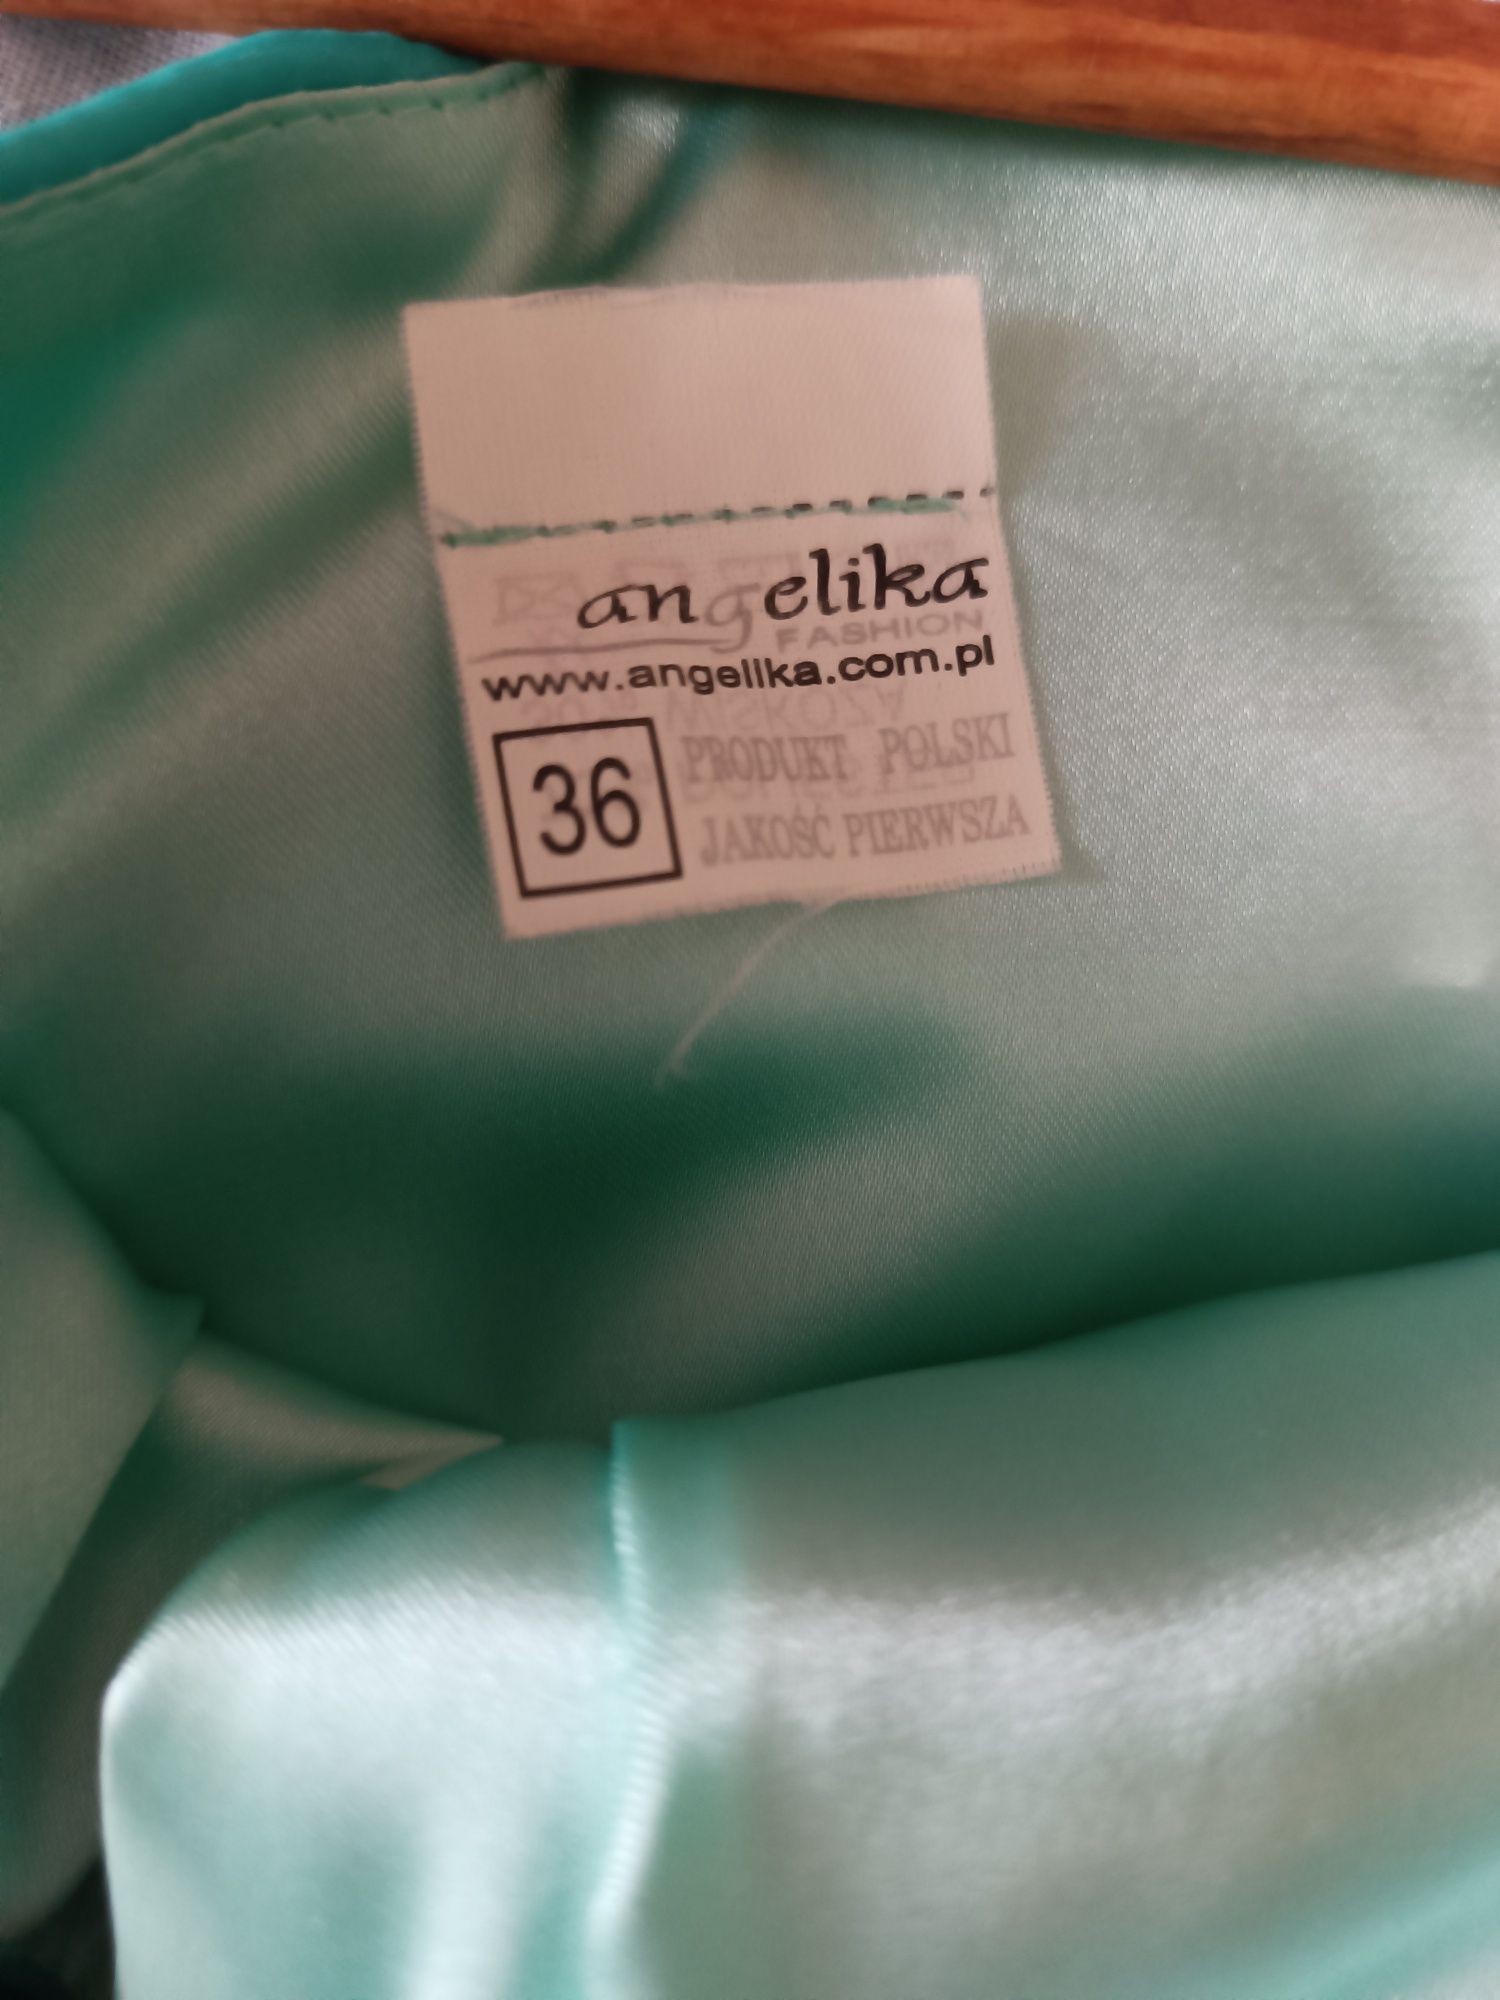 angelika
FASHION
www.angelika.com.pl
36
PRODUKT POLSKI
JAKOŚĆ PIERWSZA